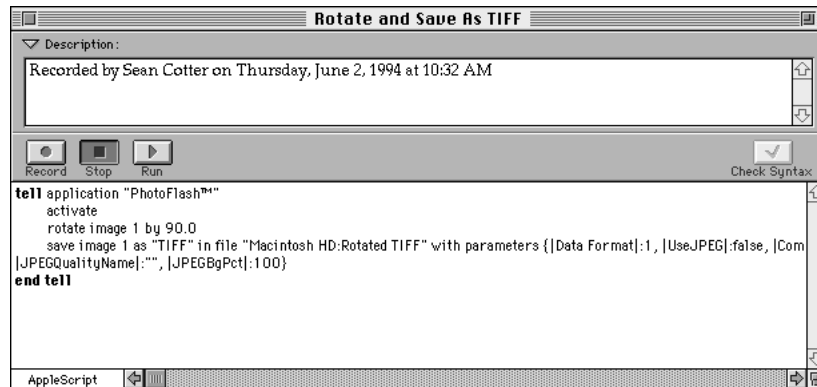 Rotate and Save As TIFF
Description:
Recorded by Sean Cotter on Thursday, June 2, 1994 at 10:32 AM
Record Stop Run Check Syntax
tell application "PhotoFlash™"
activate
rotate image 1 by 90.0
save image 1 as "TIFF" in file "Macintosh HD:Rotated TIFF" with parameters {|Data Format|:1, |UseJPEG|:false, |Com
|JPEGQualityName|:"", |JPEGBgPct|:100}
end tell
AppleScript